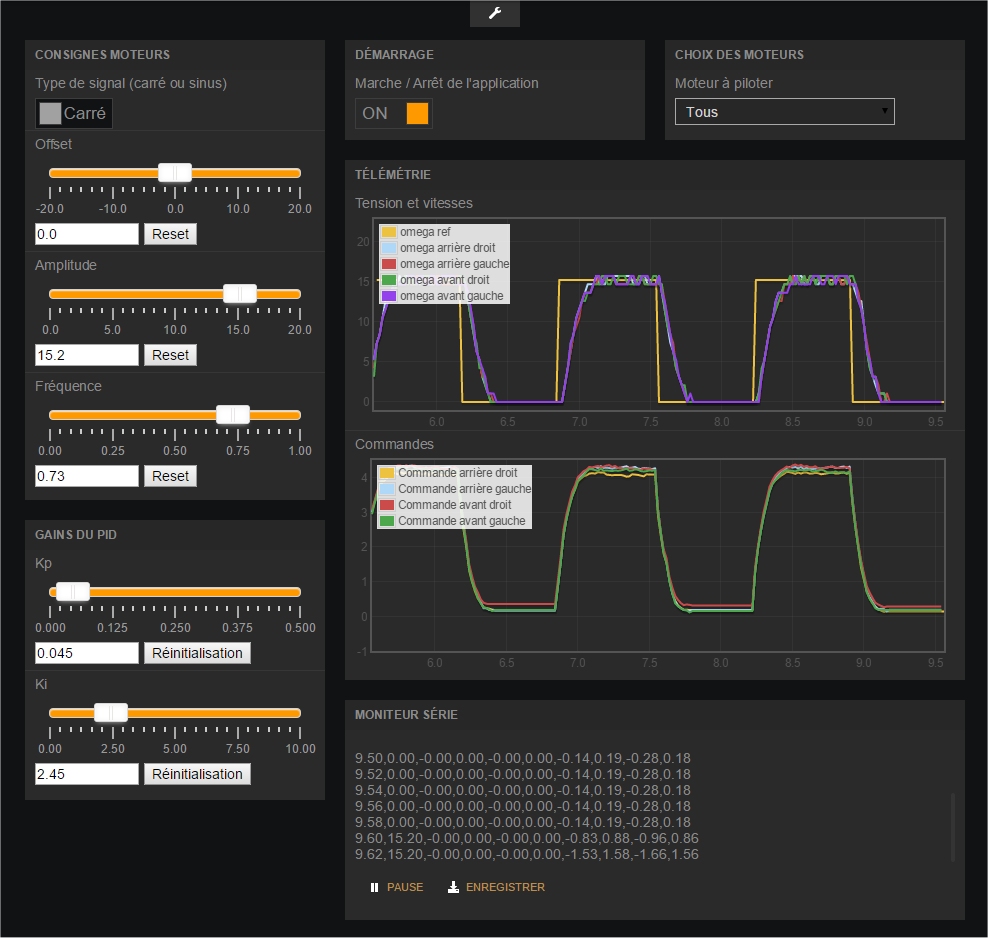 CONSIGNES MOTEURS
Type de signal (carré ou sinus)
Carré
Offset
-20.0 -10.0 0.0 10.0 20.0
0.0 Reset
Amplitude
0.0 5.0 10.0 15.0 20.0
15.2 Reset
Fréquence
0.00 0.25 0.50 0.75 1.00
0.73 Reset
GAINS DU PID
Kp
0.000 0.125 0.250 0.375 0.500
0.045 Réinitialisation
Ki
0.00 2.50 5.00 7.50 10.00
2.45 Réinitialisation
DÉMARRAGE
Marche / Arrêt de l'application
ON
CHOIX DES MOTEURS
Moteur à piloter
Tous
TÉLÉMÉTRIE
Tension et vitesses
omega ref
omega arrière droit
omega arrière gauche
omega avant droit
omega avant gauche
20
15
10
5
0
6.0 6.5 7.0 7.5 8.0 8.5 9.0 9.5
Commandes
Commande arrière droit
Commande arrière gauche
Commande avant droit
Commande avant gauche
4
3
2
1
0
-1
6.0 6.5 7.0 7.5 8.0 8.5 9.0 9.5
MONITEUR SÉRIE
9.50,0.00,-0.00,0.00,-0.00,0.00,-0.14,0.19,-0.28,0.18
9.52,0.00,-0.00,0.00,-0.00,0.00,-0.14,0.19,-0.28,0.18
9.54,0.00,-0.00,0.00,-0.00,0.00,-0.14,0.19,-0.28,0.18
9.56,0.00,-0.00,0.00,-0.00,0.00,-0.14,0.19,-0.28,0.18
9.58,0.00,-0.00,0.00,-0.00,0.00,-0.14,0.19,-0.28,0.18
9.60,15.20,-0.00,0.00,-0.00,0.00,-0.83,0.88,-0.96,0.86
9.62,15.20,-0.00,0.00,-0.00,0.00,-1.53,1.58,-1.66,1.56
PAUSE ENREGISTRER